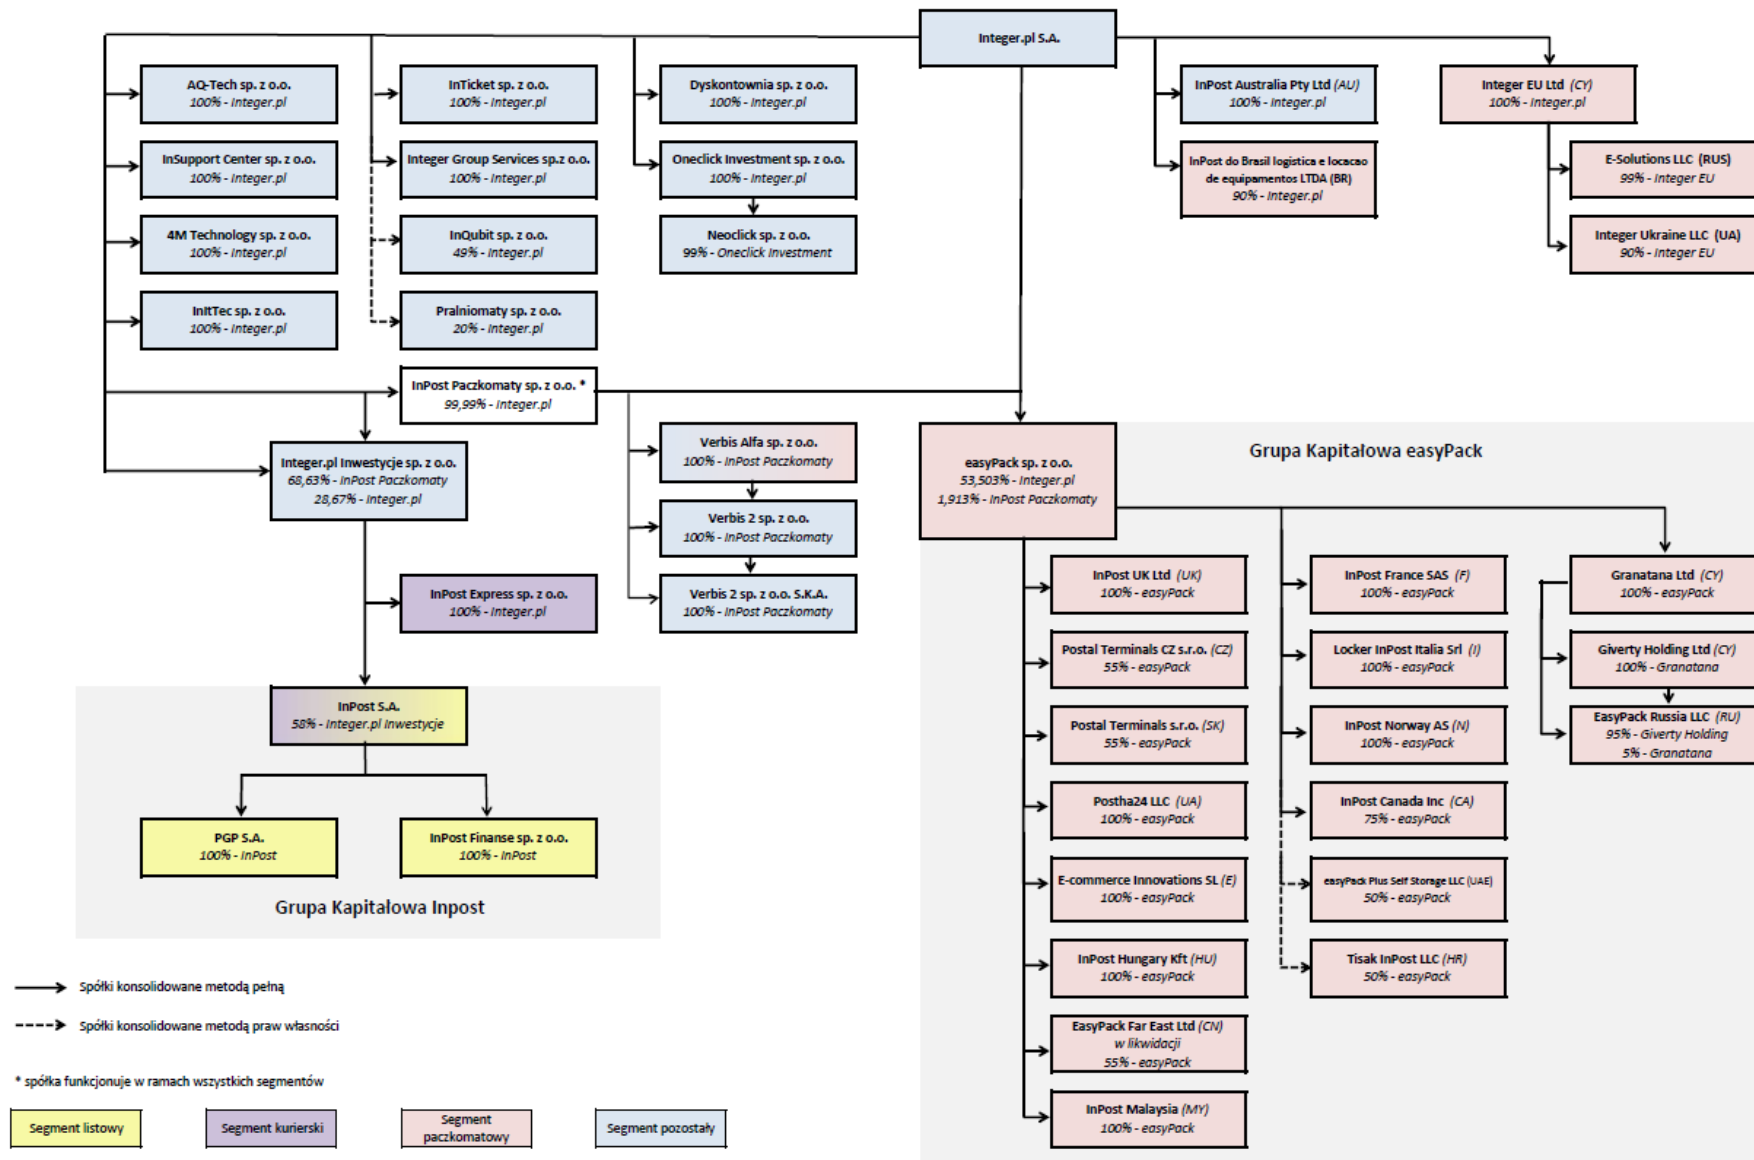 Integer.pl S.A.
AQ-Tech sp. z o.o.
100% - Integer.pl
InTicket sp. z o.o.
100% - Integer.pl
Dyskontownia sp. z o.o.
100% - Integer.pl
InPost Australia Pty Ltd (AU)
100% - Integer.pl
Integer EU Ltd (CY)
100% - Integer.pl
InSupport Center sp. z o.o.
100% - Integer.pl
Integer Group Services sp.z o.o.
100% - Integer.pl
Oneclick Investment sp. z o.o.
100% - Integer.pl
InPost do Brasil logistica e locacao
de equipamentos LTDA (BR)
90% - Integer.pl
E-Solutions LLC (RUS)
99% - Integer EU
4M Technology sp. z o.o.
100% - Integer.pl
InQubit sp. z o.o.
49% - Integer.pl
Neoclick sp. z o.o.
99% - Oneclick Investment
Integer Ukraine LLC (UA)
90% - Integer EU
InItTec sp. z o.o.
100% - Integer.pl
Pralniomaty sp. z o.o.
20% - Integer.pl
InPost Paczkomaty sp. z o.o. *
99,99% - Integer.pl
Integer.pl Inwestycje sp. z o.o.
68,63% - InPost Paczkomaty
28,67% - Integer.pl
Verbis Alfa sp. z o.o.
100% - InPost Paczkomaty
Verbis 2 sp. z o.o.
100% - InPost Paczkomaty
Verbis 2 sp. z o.o. S.K.A.
100% - InPost Paczkomaty
InPost Express sp. z o.o.
100% - Integer.pl
InPost S.A.
58% - Integer.pl Inwestycje
PGP S.A.
100% - InPost
InPost Finanse sp. z o.o.
100% - InPost
Grupa Kapitałowa Inpost
easyPack sp. z o.o.
53,503% - Integer.pl
1,913% - InPost Paczkomaty
Grupa Kapitałowa easyPack
InPost UK Ltd (UK)
100% - easyPack
InPost France SAS (F)
100% - easyPack
Granatana Ltd (CY)
100% - easyPack
Postal Terminals CZ s.r.o. (CZ)
55% - easyPack
Locker InPost Italia Srl (I)
100% - easyPack
Giverty Holding Ltd (CY)
100% - Granatana
Postal Terminals s.r.o. (SK)
55% - easyPack
InPost Norway AS (N)
100% - easyPack
EasyPack Russia LLC (RU)
95% - Giverty Holding
5% - Granatana
Postha24 LLC (UA)
100% - easyPack
InPost Canada Inc (CA)
75% - easyPack
E-commerce Innovations SL (E)
100% - easyPack
easyPack Plus Self Storage LLC (UAE)
50% - easyPack
InPost Hungary Kft (HU)
100% - easyPack
Tisak InPost LLC (HR)
50% - easyPack
EasyPack Far East Ltd (CN)
w likwidacji
55% - easyPack
InPost Malaysia (MY)
100% - easyPack
Spółki konsolidowane metodą pełną
Spółki konsolidowane metodą praw własności
* spółka funkcjonuje w ramach wszystkich segmentów
Segment listowy
Segment kurierski
Segment
paczkomatowy
Segment pozostały